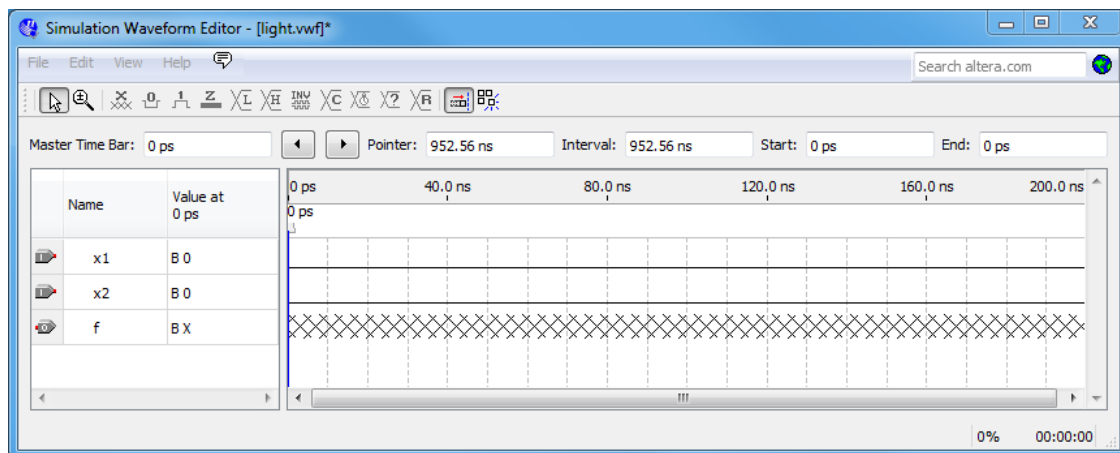 Simulation Waveform Editor - [light.vwf]*
File Edit View Help Search altera.com
Master Time Bar: 0 ps Pointer: 952.56 ns Interval: 952.56 ns Start: 0 ps End: 0 ps
Name Value at 0 ps 0 ps 40.0 ns 80.0 ns 120.0 ns 160.0 ns 200.0 ns
0 ps
x1 B 0
x2 B 0
f B X
0% 00:00:00